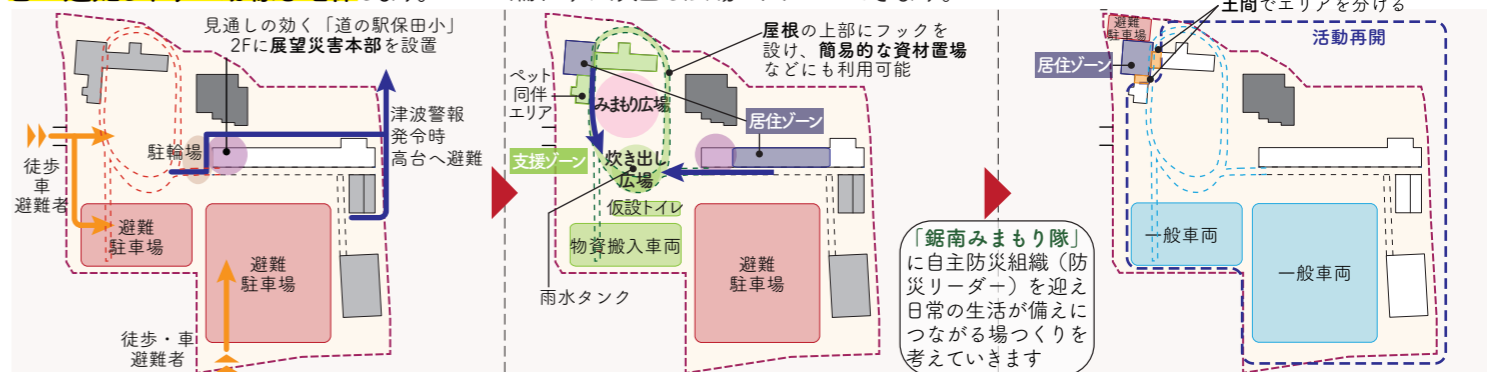 見通しの効く「道の駅保田小」
2Fに展望災害本部を設置
津波警報
発令時
高台へ避難
駐輪場
徒歩
車
避難者
避難
駐車場
避難
駐車場
徒歩・車
避難者
屋根の上部にフックを
設け、簡易的な資材置場
などにも利用可能
ペット
同伴
エリア
みまもり広場
居住ゾーン
支援ゾーン
炊き出し
広場
仮設トイレ
物資搬入車両
避難
駐車場
雨水タンク
「鋸南みまもり隊」
に自主防災組織（防
災リーダー）を迎え
日常の生活が備えに
つながる場つくりを
考えていきます
土間でエリアを分ける
避難
駐車場
活動再開
居住ゾーン
一般車両
一般車両